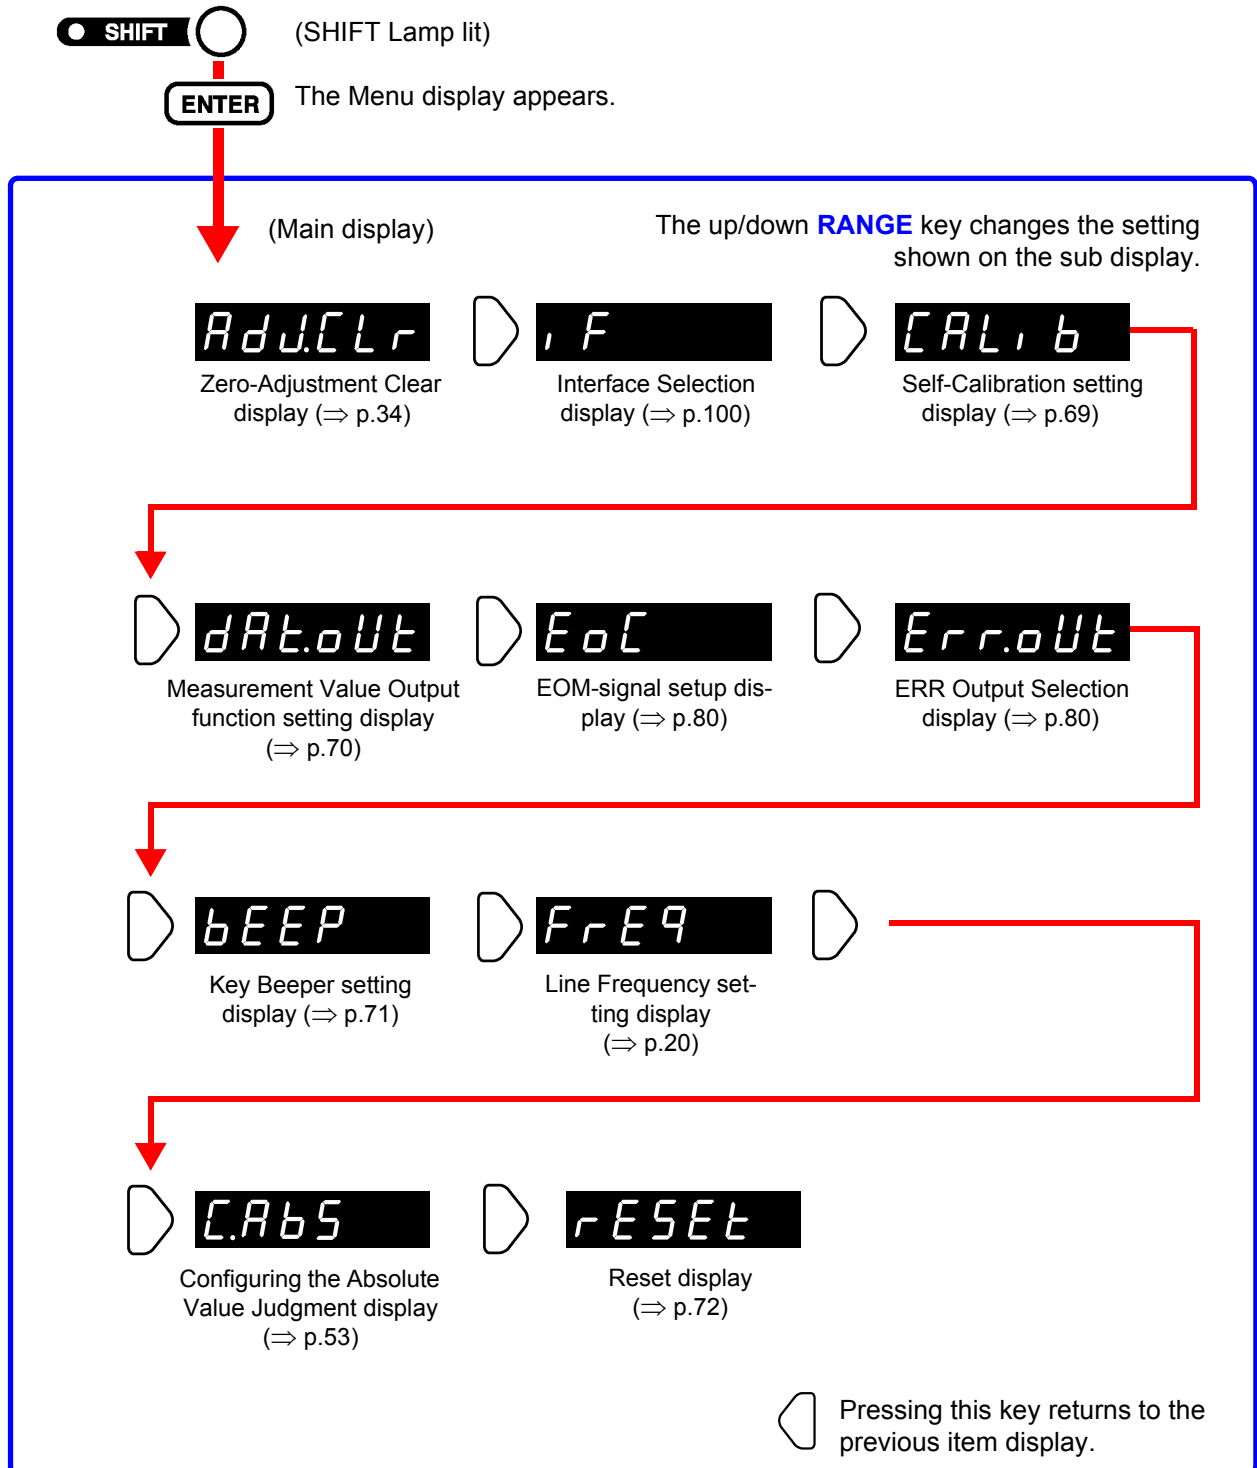 SHIFT (SHIFT Lamp lit)
ENTER The Menu display appears.
(Main display)
The up/down RANGE key changes the setting
shown on the sub display.
AdJ.CLr
Zero-Adjustment Clear
display (⇒ p.34)
iF
Interface Selection
display (⇒ p.100)
CALib
Self-Calibration setting
display (⇒ p.69)
dAt.oUt
Measurement Value Output
function setting display
(⇒ p.70)
EoC
EOM-signal setup dis-
play (⇒ p.80)
Err.oUt
ERR Output Selection
display (⇒ p.80)
bEEP
Key Beeper setting
display (⇒ p.71)
FrEq
Line Frequency set-
ting display
(⇒ p.20)
C.AbS
Configuring the Absolute
Value Judgment display
(⇒ p.53)
rESEt
Reset display
(⇒ p.72)
Pressing this key returns to the
previous item display.